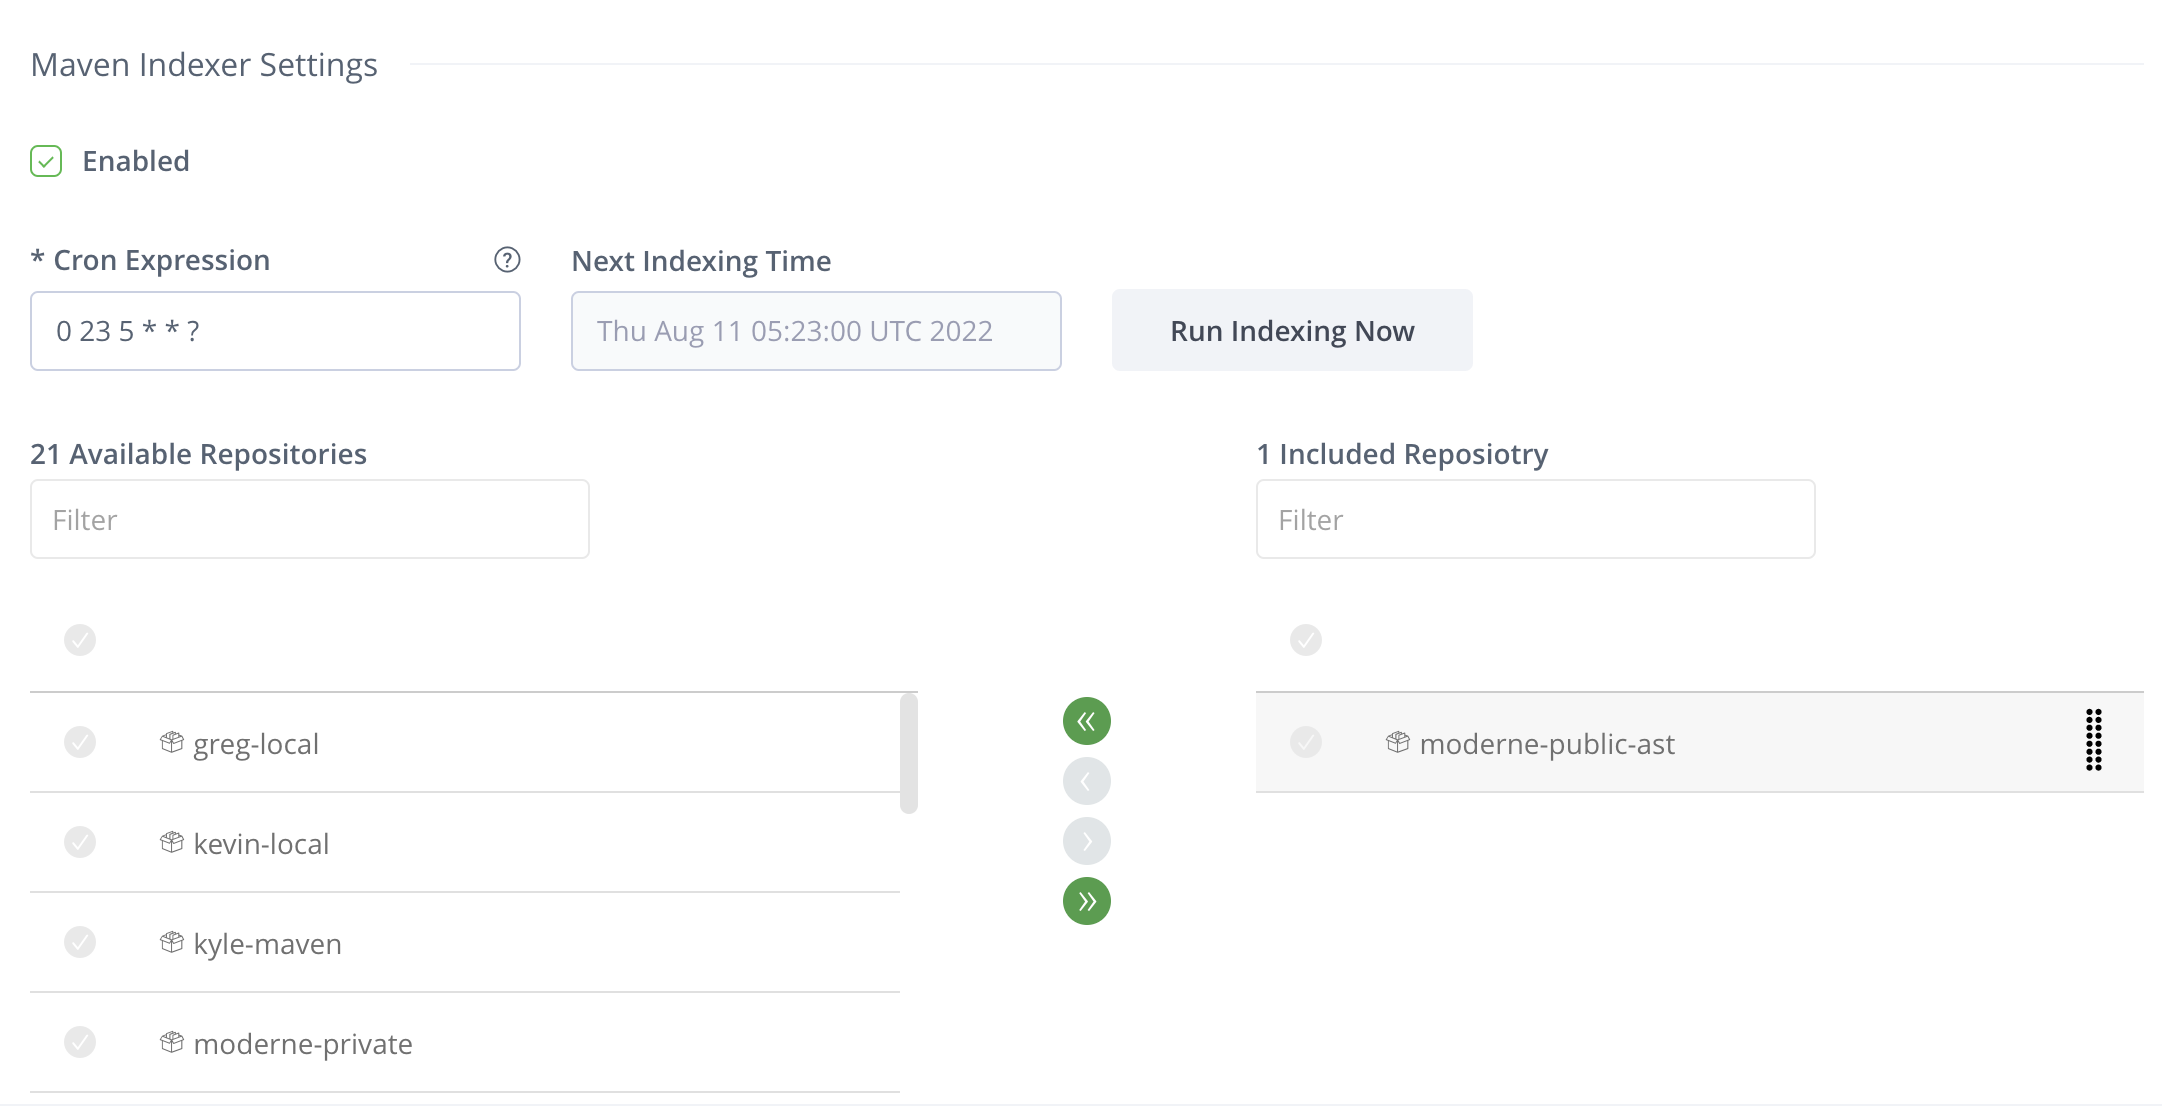 Maven Indexer Settings
Enabled
* Cron Expression
Next Indexing Time
0 23 5 * * ?
Thu Aug 11 05:23:00 UTC 2022
Run Indexing Now
21 Available Repositories
1 Included Reposiotry
Filter
Filter
greg-local
moderne-public-ast
kevin-local
kyle-maven
moderne-private